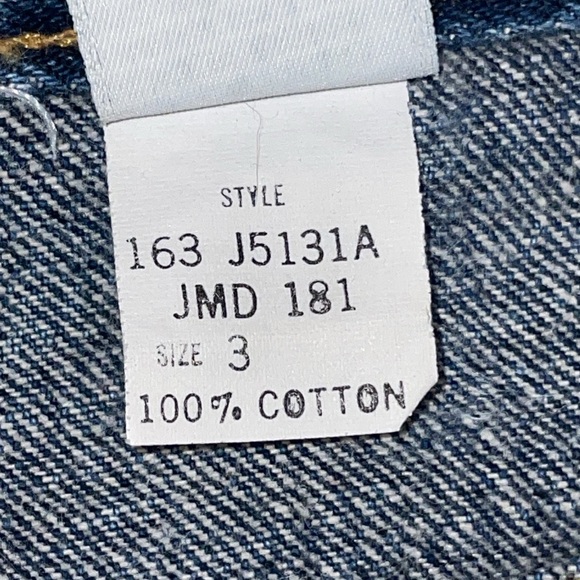 STYLE
163 J5131A
JMD 181
SIZE 3
100% COTTON